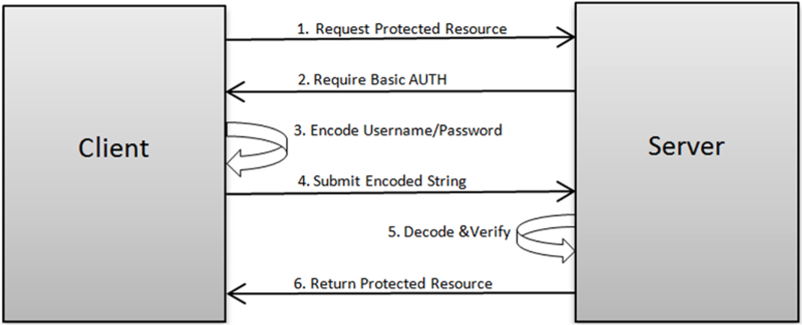 1. Request Protected Resource
2. Require Basic AUTH
Client
3. Encode Username/Password
Server
4. Submit Encoded String
5. Decode &Verify
6. Return Protected Resource